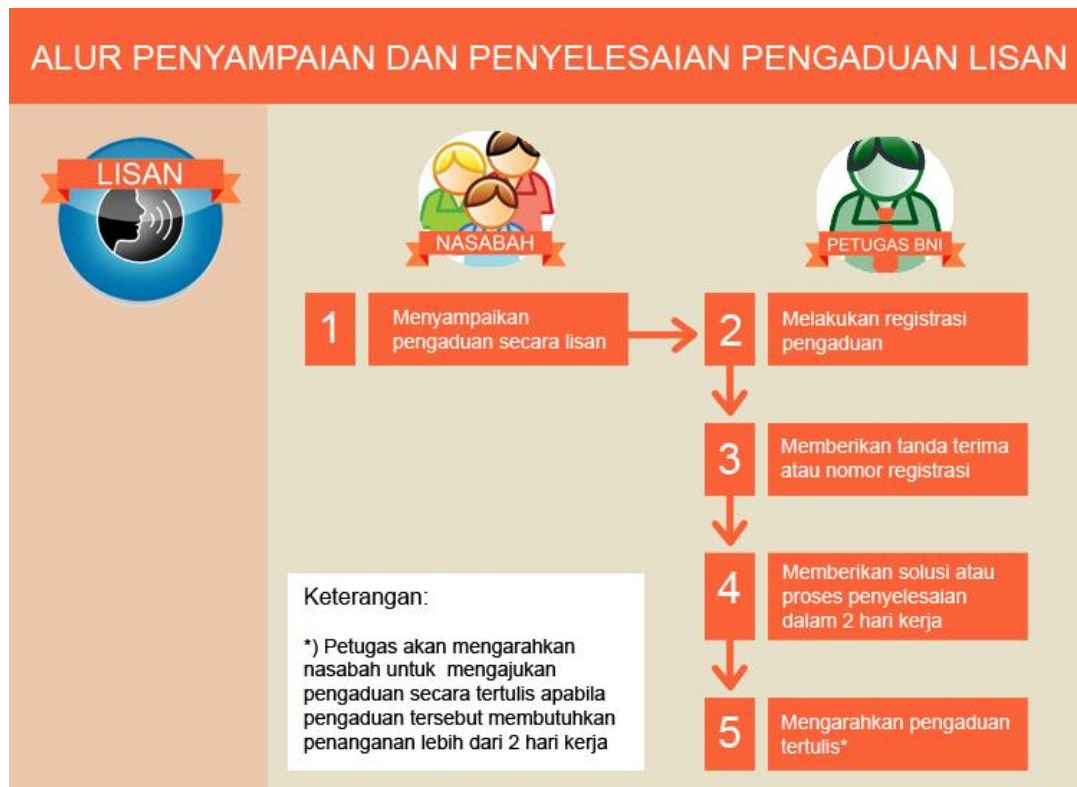 ALUR PENYAMPAIAN DAN PENYELESAIAN PENGADUAN LISAN
LISAN
NASABAH
PETUGAS BNI
1
Menyampaikan
pengaduan secara lisan
2
Melakukan registrasi
pengaduan
3
Memberikan tanda terima
atau nomor registrasi
4
Memberikan solusi atau
proses penyelesaian
dalam 2 hari kerja
5
Mengarahkan pengaduan
tertulis*
Keterangan:
*) Petugas akan mengarahkan
nasabah untuk mengajukan
pengaduan secara tertulis apabila
pengaduan tersebut membutuhkan
penanganan lebih dari 2 hari kerja